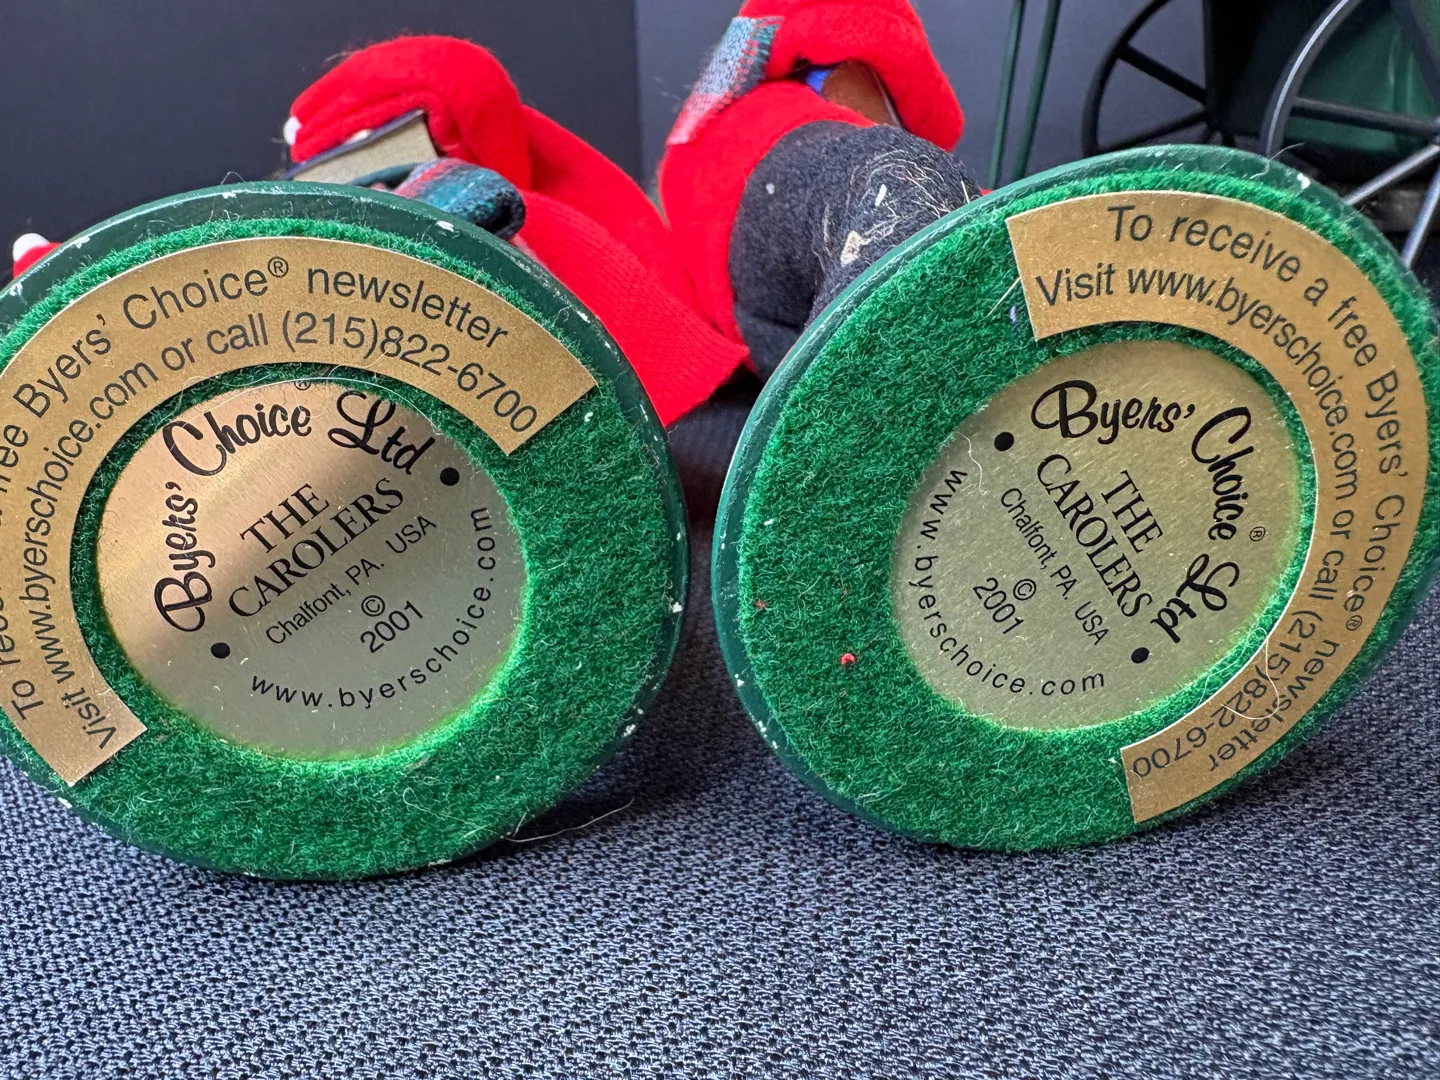 To free Byers' Choice® newsletter
Visit www.byerschoice.com or call (215)822-6700
Byers' Choice Ltd
®
THE
CAROLERS
Chalfont, PA. USA
©
2001
www.byerschoice.com
To receive a free Byers' Choice® newsletter
Visit www.byerschoice.com or call (215)822-6700
Byers' Choice Ltd
®
THE
CAROLERS
Chalfont, PA. USA
©
2001
www.byerschoice.com